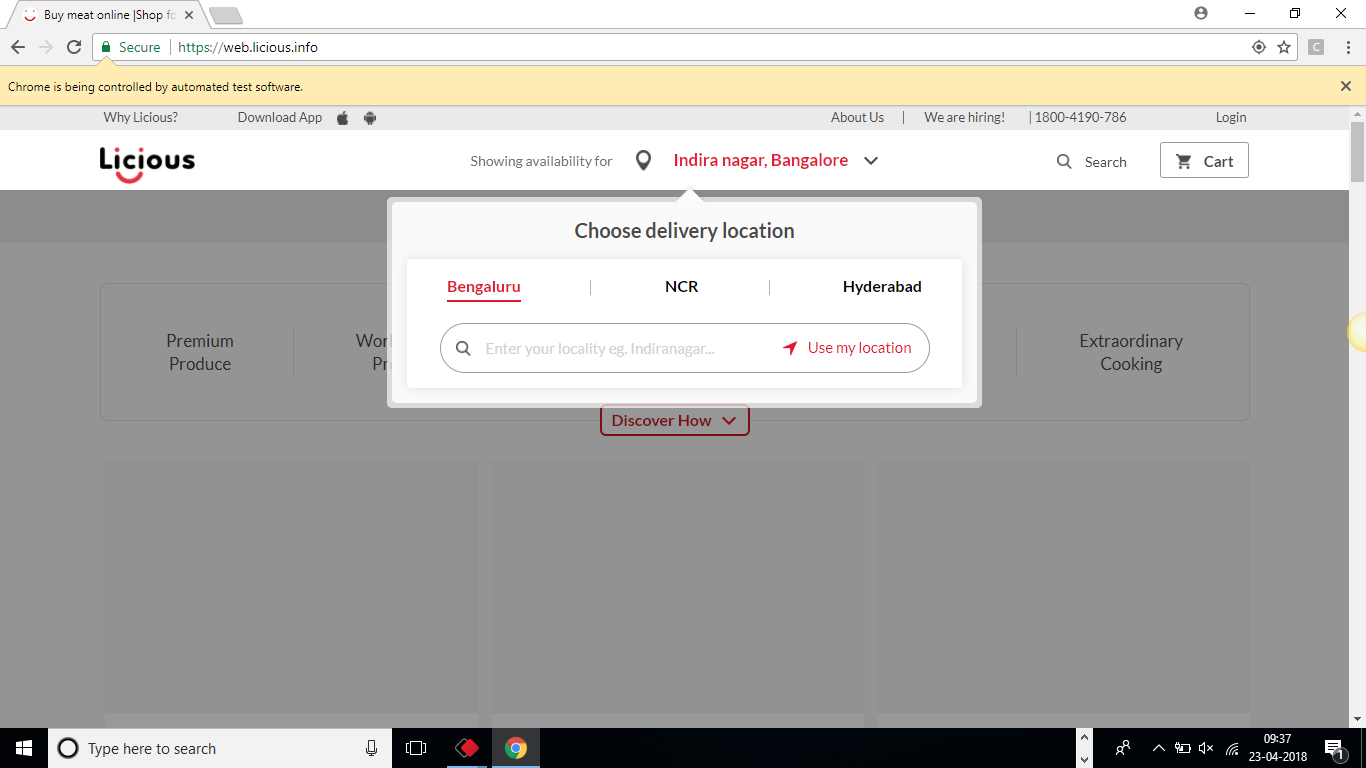 Buy meat online |Shop fo
Secure
https://web.licious.info
C
Chrome is being controlled by automated test software.
Why Licious?
Download App
About Us
|
We are hiring!
| 1800-4190-786
Login
Licious
Showing availability for
Indira nagar, Bangalore
Search
Cart
Choose delivery location
Bengaluru
|
NCR
|
Hyderabad
Enter your locality eg. Indiranagar...
Use my location
Premium
Produce
Extraordinary
Cooking
Discover How
Type here to search
09:37
23-04-2018
1